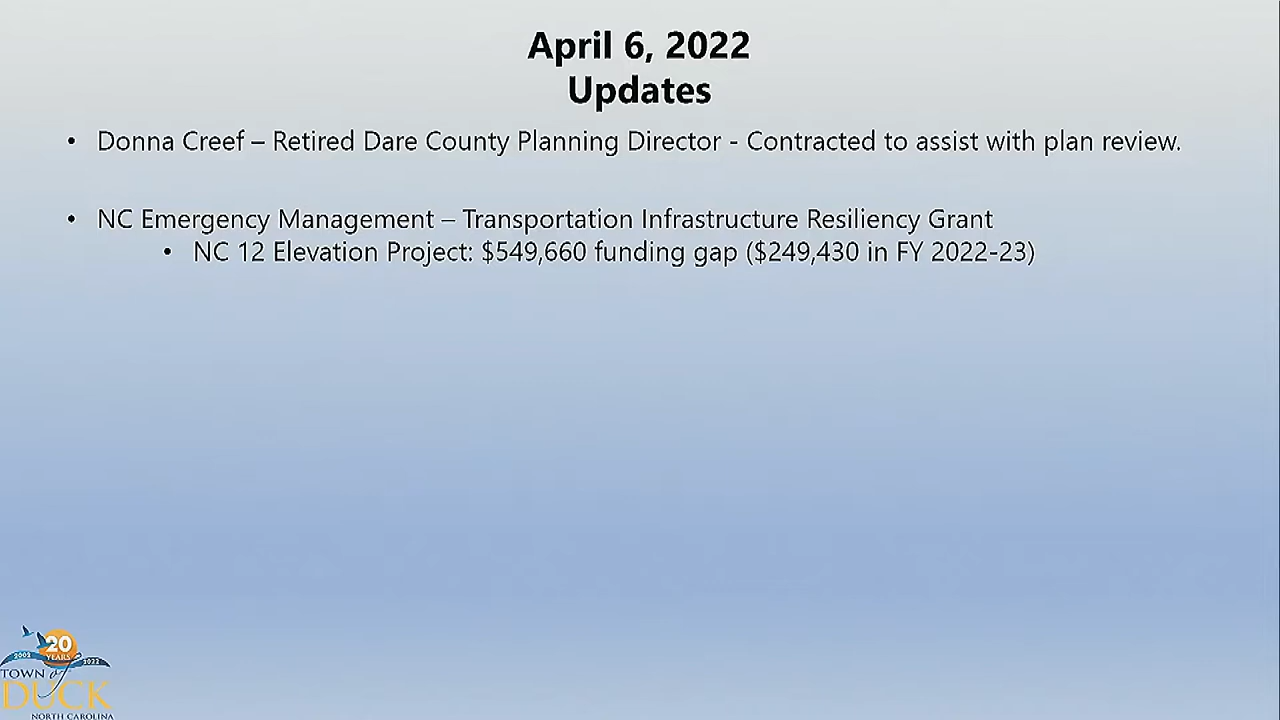 April 6, 2022
Updates
• Donna Creef – Retired Dare County Planning Director - Contracted to assist with plan review.
• NC Emergency Management – Transportation Infrastructure Resiliency Grant
• NC 12 Elevation Project: $549,660 funding gap ($249,430 in FY 2022-23)
20
YEARS
2002 2022
TOWN of
DUCK
NORTH CAROLINA